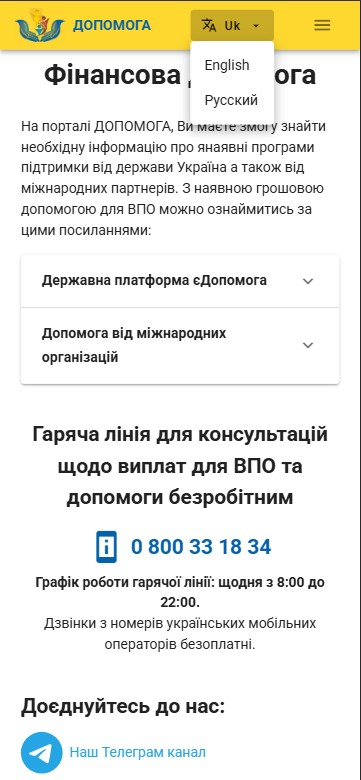 ДОПОМОГА
Uk
English
Русский
Фінансова
На порталі ДОПОМОГА, Ви маєте змогу знайти
необхідну інформацію про янаявні програми
підтримки від держави Україна а також від
міжнародних партнерів. З наявною грошовою
допомогою для ВПО можно ознаймитись за
цими посиланнями:
Державна платформа єДопомога
Допомога від міжнародних
організацій
Гаряча лінія для консультацій
щодо виплат для ВПО та
допомоги безробітним
0 800 33 18 34
Графік роботи гарячої лінії: щодня з 8:00 до
22:00.
Дзвінки з номерів українських мобільних
операторів безоплатні.
Доєднуйтесь до нас:
Наш Телеграм канал